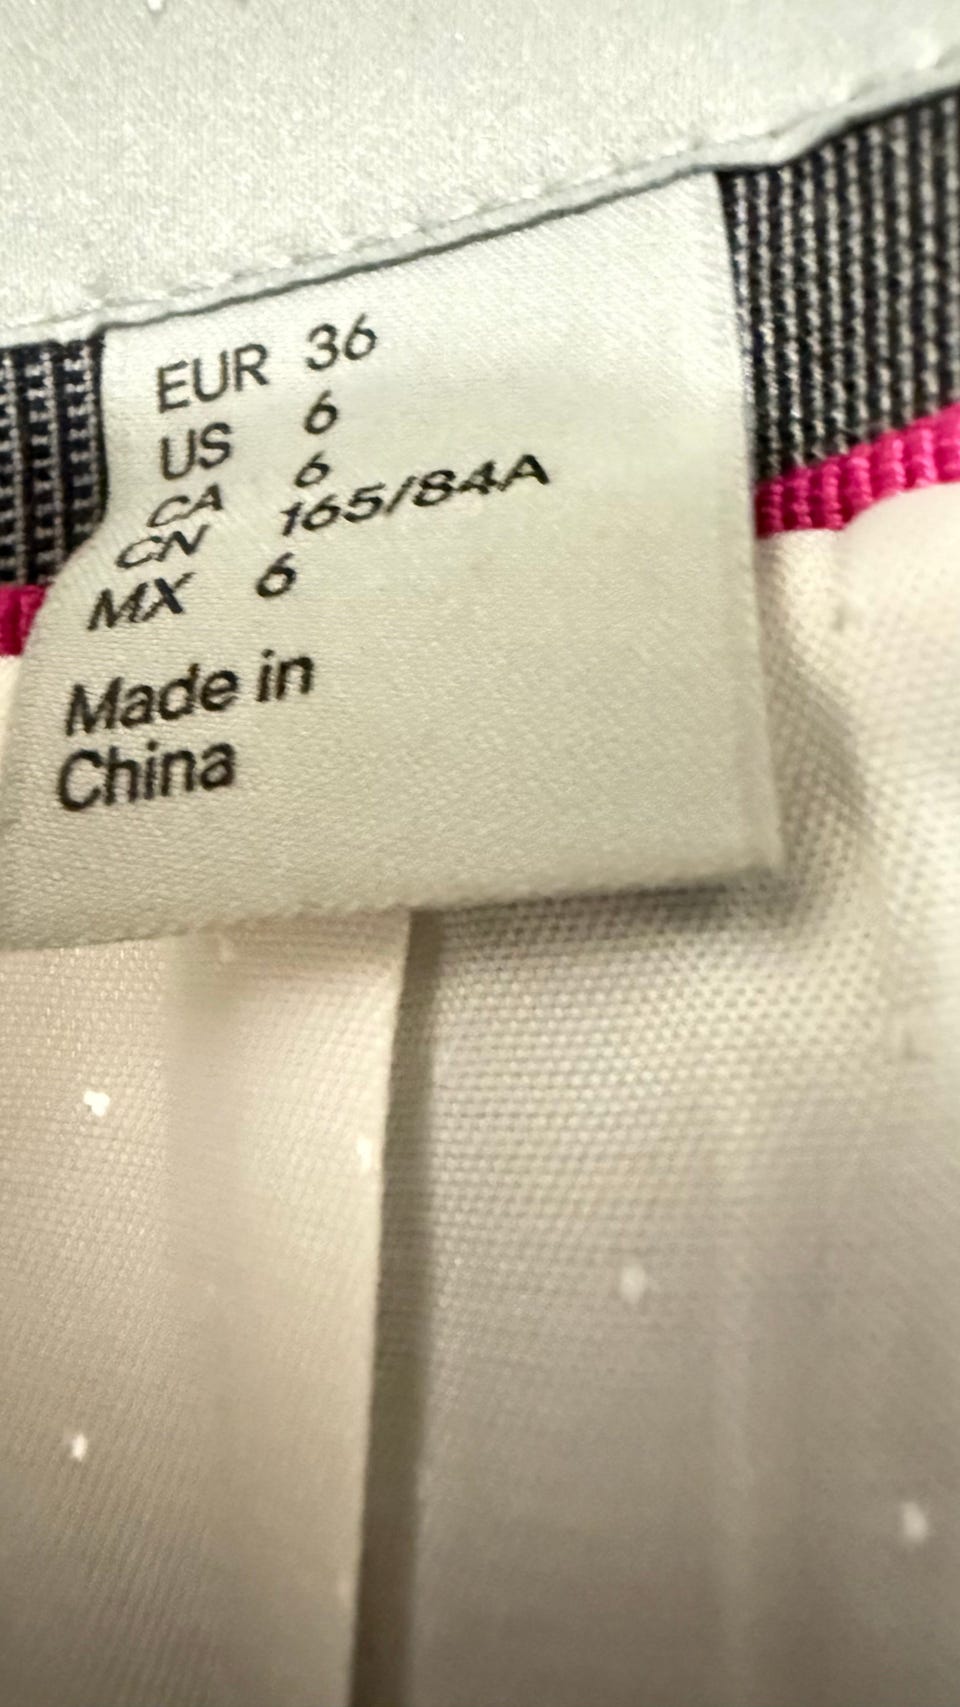 EUR 36
US 6
CA 6
CN 165/84A
MX 6
Made in
China